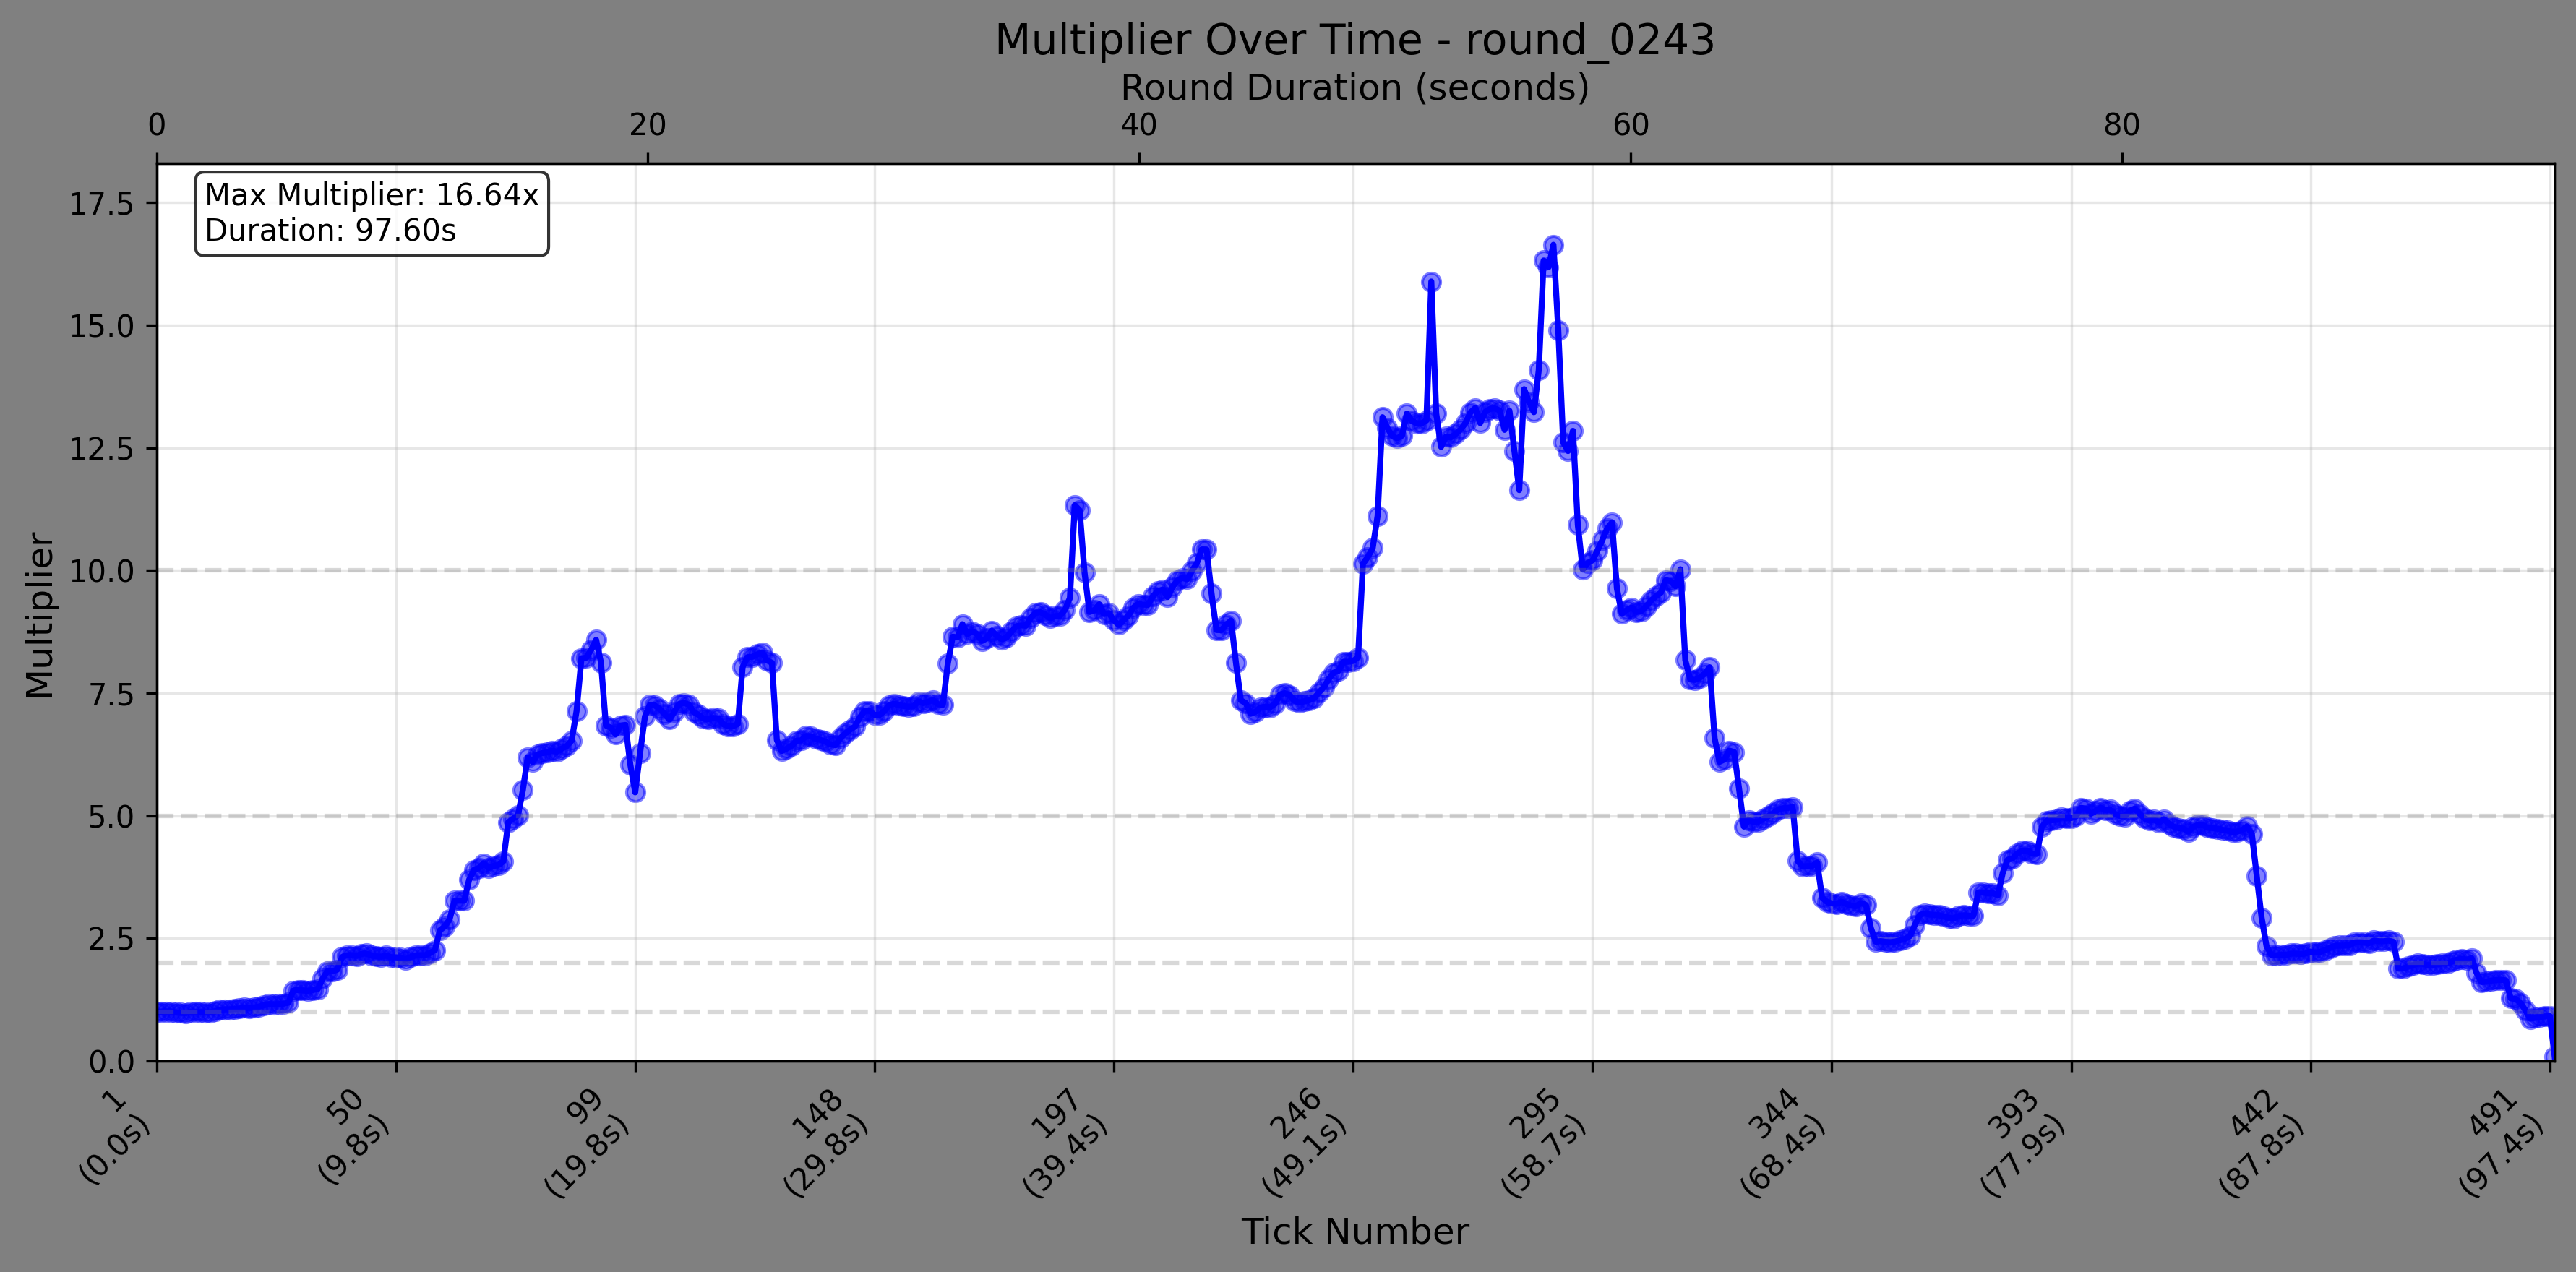 Multiplier Over Time - round_0243
Round Duration (seconds)
0 20 40 60 80
Max Multiplier: 16.64x
Duration: 97.60s
17.5
15.0
12.5
10.0
7.5
5.0
2.5
0.0
Multiplier
1
(0.0s)
50
(9.8s)
99
(19.8s)
148
(29.8s)
197
(39.4s)
246
(49.1s)
295
(58.7s)
344
(68.4s)
393
(77.9s)
442
(87.8s)
491
(97.4s)
Tick Number